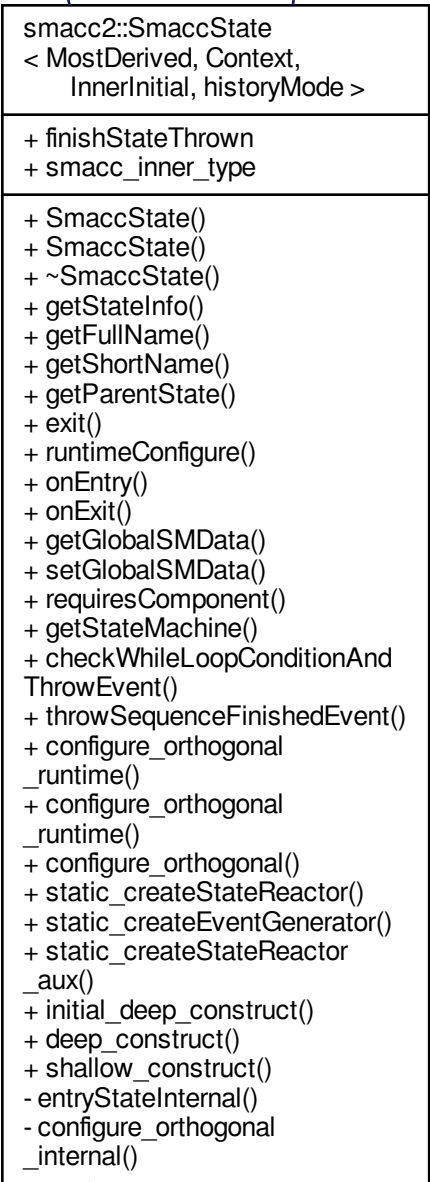 smacc2::SmaccState
< MostDerived, Context,
InnerInitial, historyMode >
+ finishStateThrown
+ smacc_inner_type
+ SmaccState()
+ SmaccState()
+ ~SmaccState()
+ getStateInfo()
+ getFullName()
+ getShortName()
+ getParentState()
+ exit()
+ runtimeConfigure()
+ onEntry()
+ onExit()
+ getGlobalSMData()
+ setGlobalSMData()
+ requiresComponent()
+ getStateMachine()
+ checkWhileLoopConditionAnd
ThrowEvent()
+ throwSequenceFinishedEvent()
+ configure_orthogonal
_runtime()
+ configure_orthogonal
_runtime()
+ configure_orthogonal()
+ static_createStateReactor()
+ static_createEventGenerator()
+ static_createStateReactor
_aux()
+ initial_deep_construct()
+ deep_construct()
+ shallow_construct()
- entryStateInternal()
- configure_orthogonal
_internal()